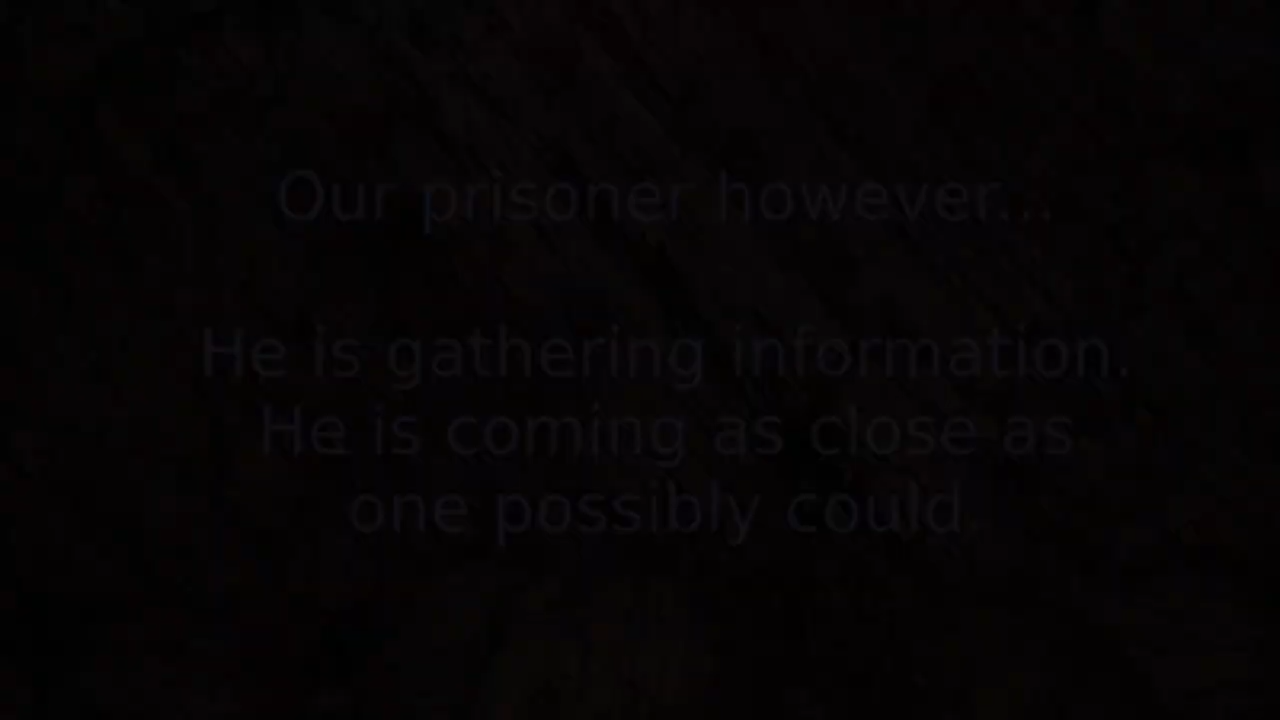 Our prisoner however...
He is gathering information.
He is coming as close as
one possibly could.